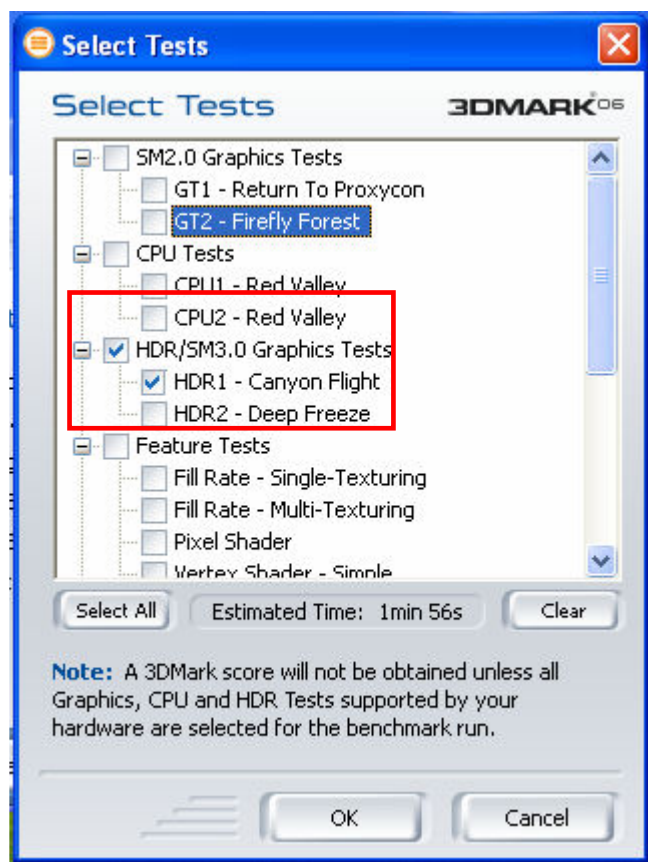 Select Tests
Select Tests 3DMARK®06
SM2.0 Graphics Tests
GT1 - Return To Proxycon
GT2 - Firefly Forest
CPU Tests
CPU1 - Red Valley
CPU2 - Red Valley
HDR/SM3.0 Graphics Tests
HDR1 - Canyon Flight
HDR2 - Deep Freeze
Feature Tests
Fill Rate - Single-Texturing
Fill Rate - Multi-Texturing
Pixel Shader
Vertex Shader - Simple
Select All Estimated Time: 1min 56s Clear
Note: A 3DMark score will not be obtained unless all
Graphics, CPU and HDR Tests supported by your
hardware are selected for the benchmark run.
OK Cancel